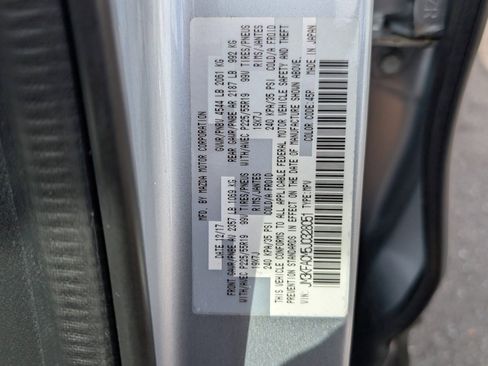 MFD. BY MAZDA MOTOR CORPORATION
DATE: 12/17 GVWR/PNBV 4544 LB 2061 KG
FRONT GAWR/PNBE AV 2357 LB 1069 KG REAR GAWR/PNBE AR 2187 LB 992 KG
WITH/AVEC P225/55R19 99V TIRES/PNEUS WITH/AVEC P225/55R19 99V TIRES/PNEUS
19X7J RIMS/JANTES 19X7J RIMS/JANTES
240 KPA/35 PSI COLD/A FROID 240 KPA/35 PSI COLD/A FROID
THIS VEHICLE CONFORMS TO ALL APPLICABLE FEDERAL MOTOR VEHICLE SAFETY AND THEFT
STANDARDS IN EFFECT ON THE DATE OF MANUFACTURE SHOWN ABOVE.
VIN: JM3KFACM5J0328051 TYPE: MPV COLOR CODE: 45P MADE IN JAPAN